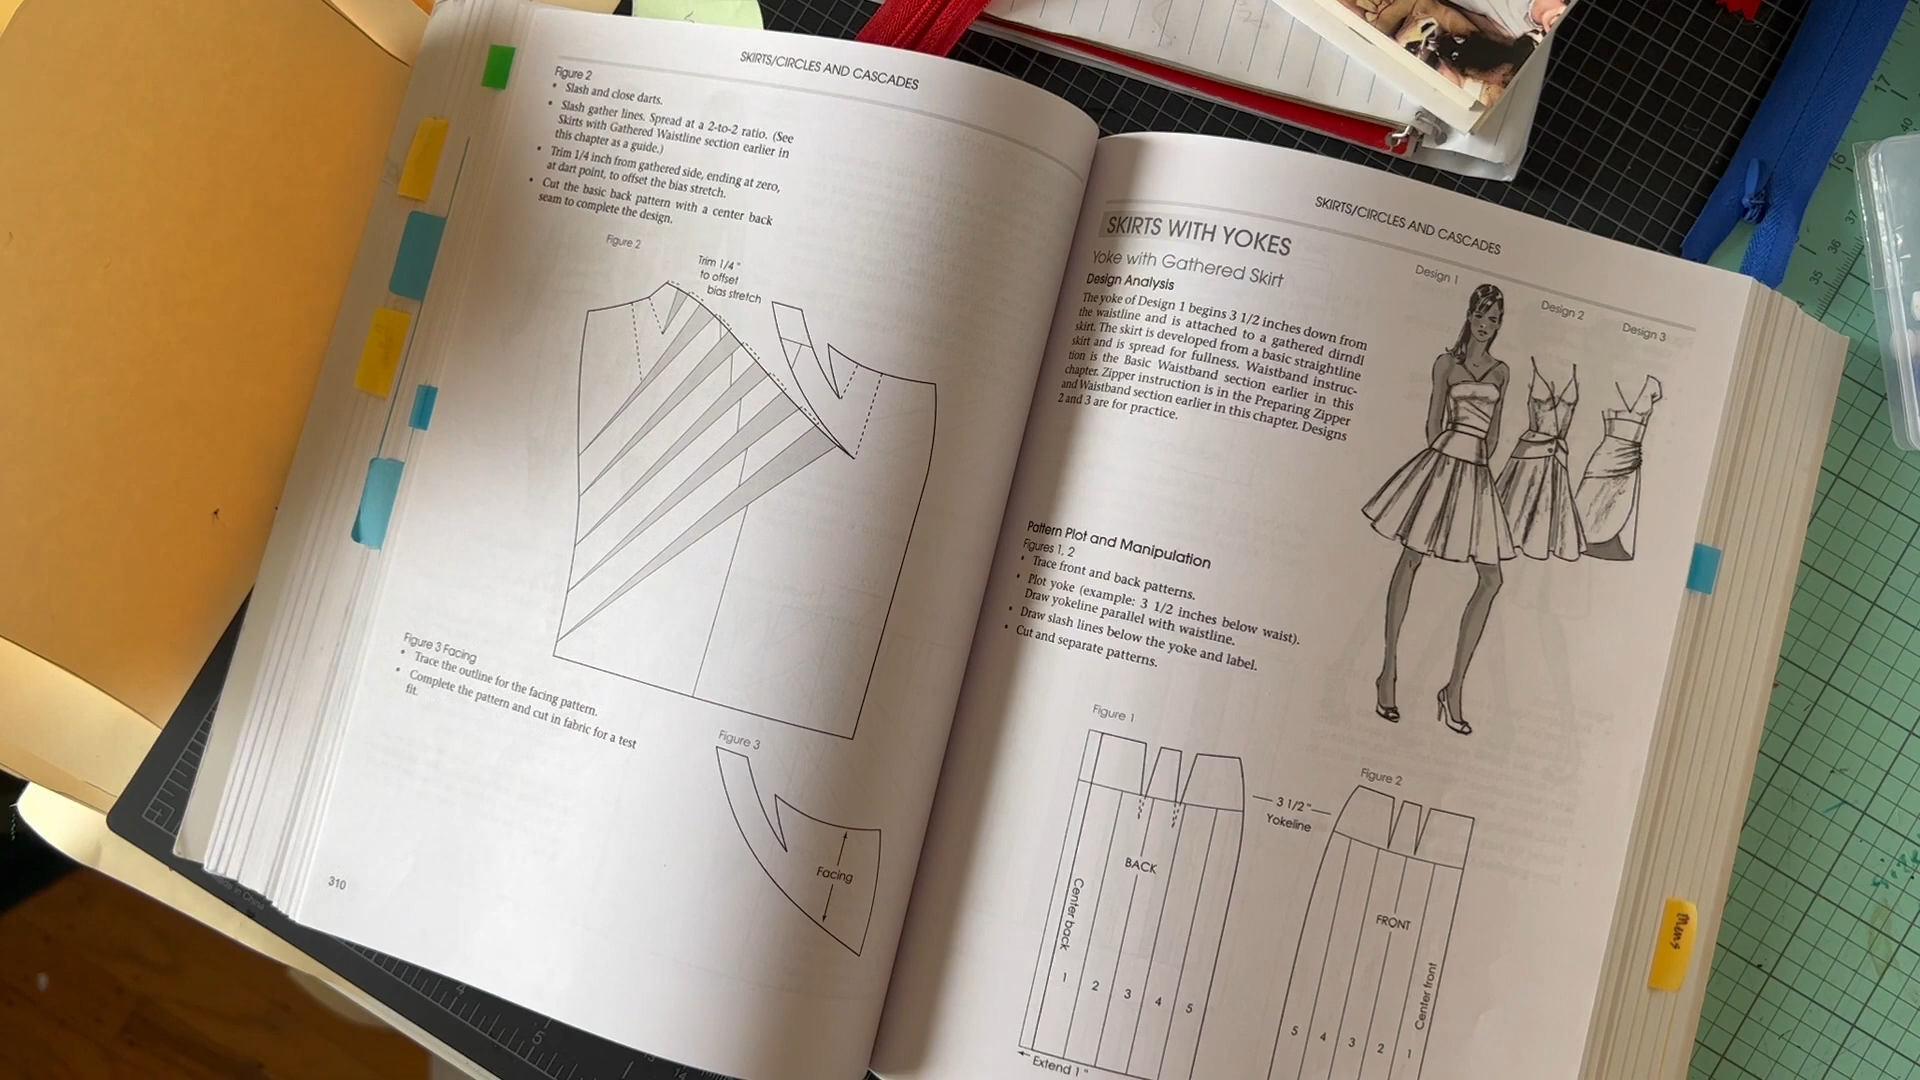 SKIRTS/CIRCLES AND CASCADES
Figure 2
• Slash and close darts.
• Slash gather lines. Spread at a 2-to-2 ratio. (See
Skirts with Gathered Waistline section earlier in
this chapter as a guide.)
• Trim 1/4 inch from gathered side, ending at zero,
at dart point, to offset the bias stretch.
• Cut the basic back pattern with a center back
seam to complete the design.
Figure 2
Trim 1/4"
to offset
bias stretch
Figure 3 Facing
• Trace the outline for the facing pattern.
• Complete the pattern and cut in fabric for a test
fit.
Figure 3
Facing
310
SKIRTS/CIRCLES AND CASCADES
SKIRTS WITH YOKES
Yoke with Gathered Skirt
Design Analysis
The yoke of Design 1 begins 3 1/2 inches down from
the waistline and is attached to a gathered dirndl
skirt. The skirt is developed from a basic straightline
skirt and is spread for fullness. Waistband instruc-
tion is the Basic Waistband section earlier in this
chapter. Zipper instruction is in the Preparing Zipper
and Waistband section earlier in this chapter. Designs
2 and 3 are for practice.
Design 1
Design 2
Design 3
Pattern Plot and Manipulation
Figures 1, 2
• Trace front and back patterns.
• Plot yoke (example: 3 1/2 inches below waist).
Draw yokeline parallel with waistline.
• Draw slash lines below the yoke and label.
• Cut and separate patterns.
Figure 1
BACK
Center back
1 2 3 4 5
Extend 1"
3 1/2"
Yokeline
Figure 2
FRONT
Center front
5 4 3 2 1
Mens
Made in China
4
5
14
17
16
37
36
35